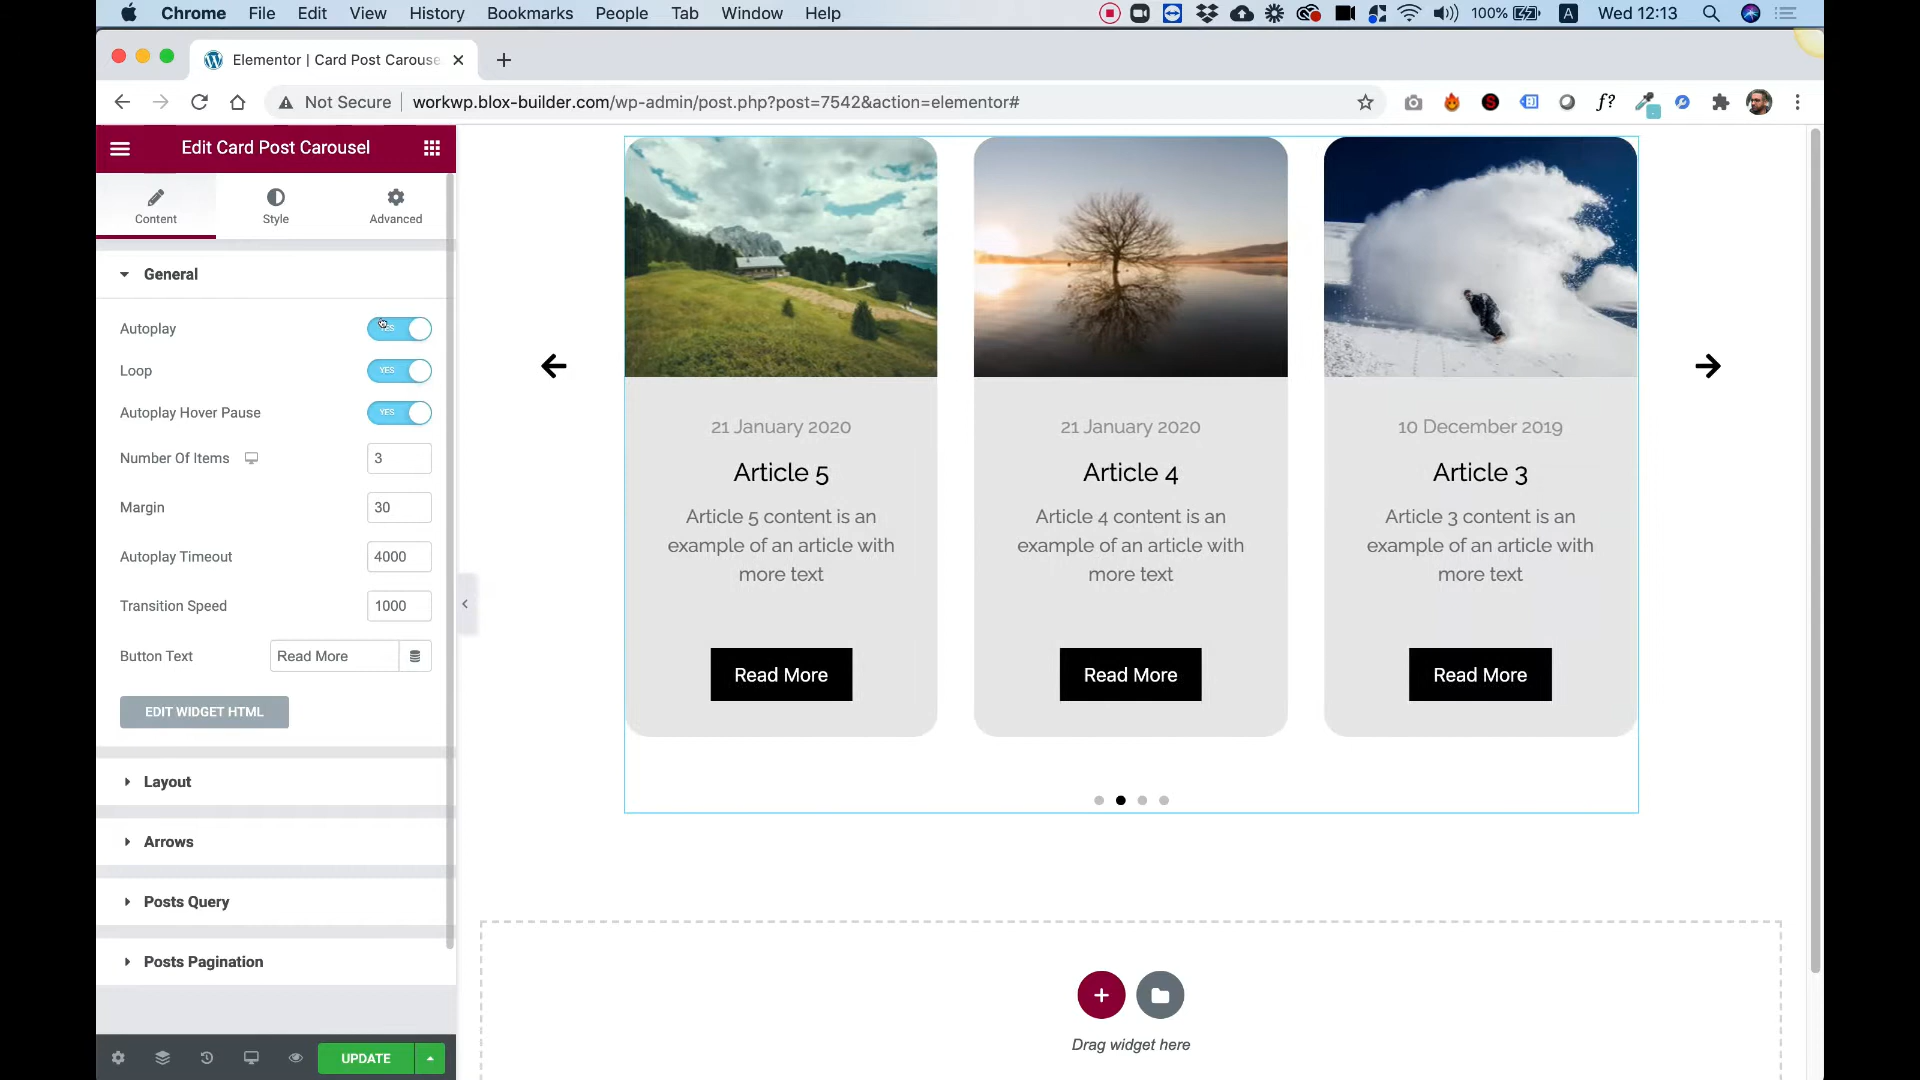 Chrome File Edit View History Bookmarks People Tab Window Help 100% A Wed 12:13
Elementor | Card Post Carouse
Not Secure workwp.blox-builder.com/wp-admin/post.php?post=7542&action=elementor#
Edit Card Post Carousel
Content Style Advanced
General
Autoplay
Loop YES
Autoplay Hover Pause YES
Number Of Items 3
Margin 30
Autoplay Timeout 4000
Transition Speed 1000
Button Text Read More
EDIT WIDGET HTML
Layout
Arrows
Posts Query
Posts Pagination
UPDATE
21 January 2020
Article 5
Article 5 content is an
example of an article with
more text
Read More
21 January 2020
Article 4
Article 4 content is an
example of an article with
more text
Read More
10 December 2019
Article 3
Article 3 content is an
example of an article with
more text
Read More
Drag widget here